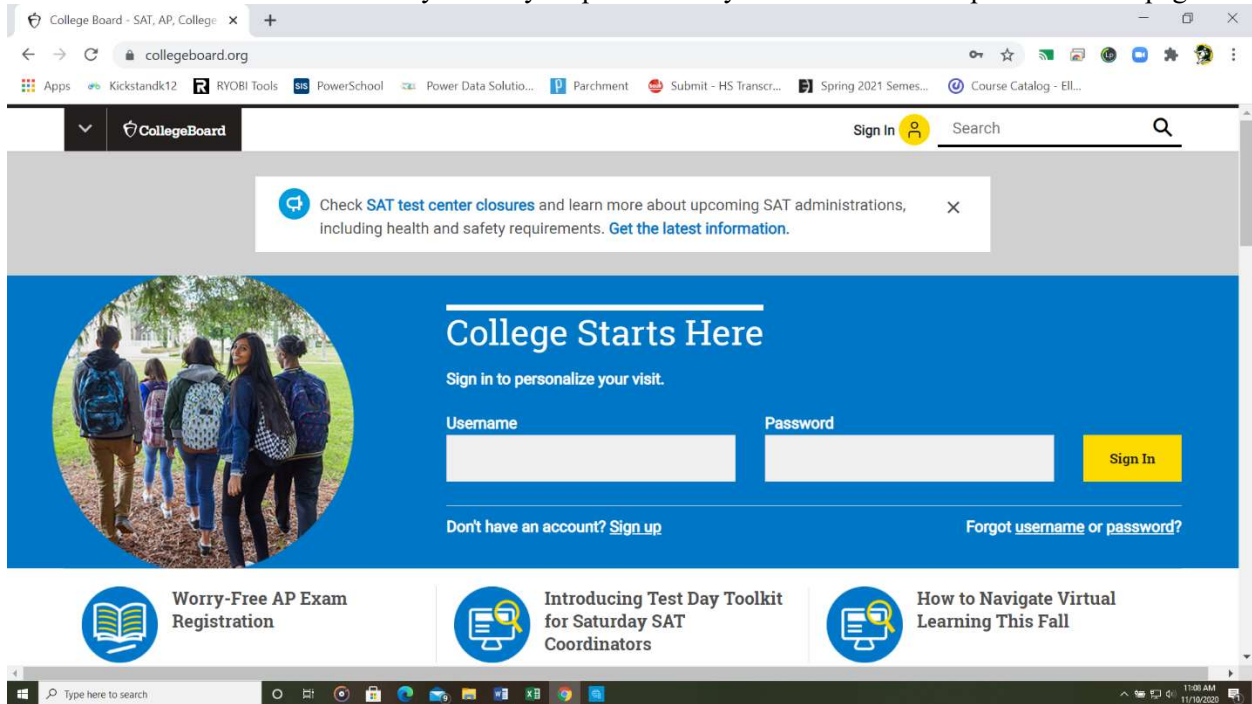 College Board - SAT, AP, College
collegeboard.org
Apps Kickstandk12 RYOBI Tools SIS PowerSchool Power Data Solutio... Parchment Submit - HS Transcr... Spring 2021 Semes... Course Catalog - Ell...
CollegeBoard Sign In Search
Check SAT test center closures and learn more about upcoming SAT administrations,
including health and safety requirements. Get the latest information.
College Starts Here
Sign in to personalize your visit.
Username Password
Sign In
Don't have an account? Sign up Forgot username or password?
Worry-Free AP Exam
Registration
Introducing Test Day Toolkit
for Saturday SAT
Coordinators
How to Navigate Virtual
Learning This Fall
Type here to search
11:08 AM
11/10/2020